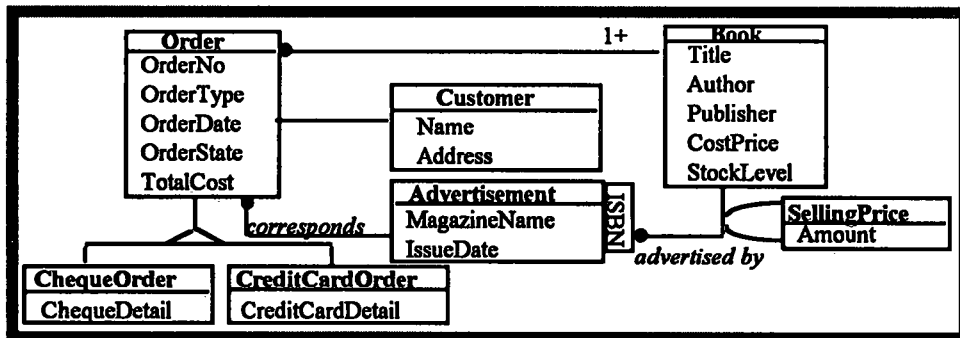 Order
OrderNo
OrderType
OrderDate
OrderState
TotalCost
1+
Book
Title
Author
Publisher
CostPrice
StockLevel
Customer
Name
Address
Advertisement
MagazineName
IssueDate
ISBN
corresponds
advertised by
SellingPrice
Amount
ChequeOrder
ChequeDetail
CreditCardOrder
CreditCardDetail